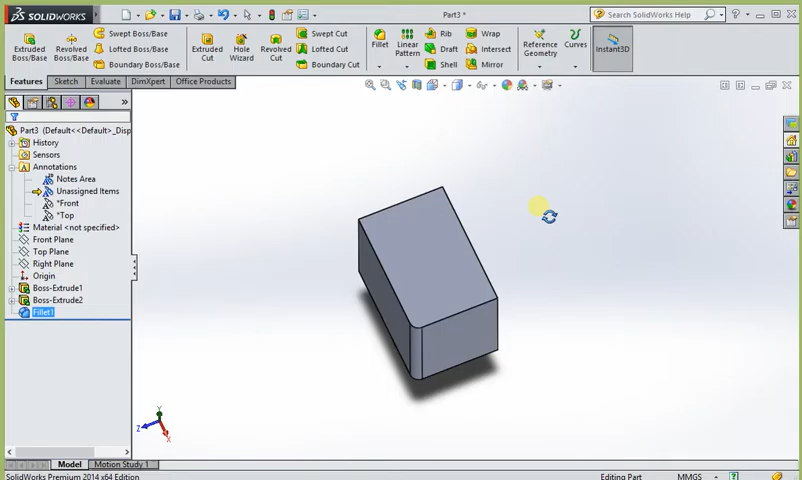 SOLIDWORKS
Part3 *
Search SolidWorks Help
Extruded Boss/Base
Revolved Boss/Base
Swept Boss/Base
Lofted Boss/Base
Boundary Boss/Base
Extruded Cut
Hole Wizard
Revolved Cut
Swept Cut
Lofted Cut
Boundary Cut
Fillet
Linear Pattern
Rib
Draft
Shell
Wrap
Intersect
Mirror
Reference Geometry
Curves
Instant3D
Features
Sketch
Evaluate
DimXpert
Office Products
Part3 (Default<<Default>_Disp
History
Sensors
Annotations
Notes Area
Unassigned Items
*Front
*Top
Material <not specified>
Front Plane
Top Plane
Right Plane
Origin
Boss-Extrude1
Boss-Extrude2
Fillet1
Y
Z
X
Model
Motion Study 1
SolidWorks Premium 2014 x64 Edition
Editing Part
MMGS